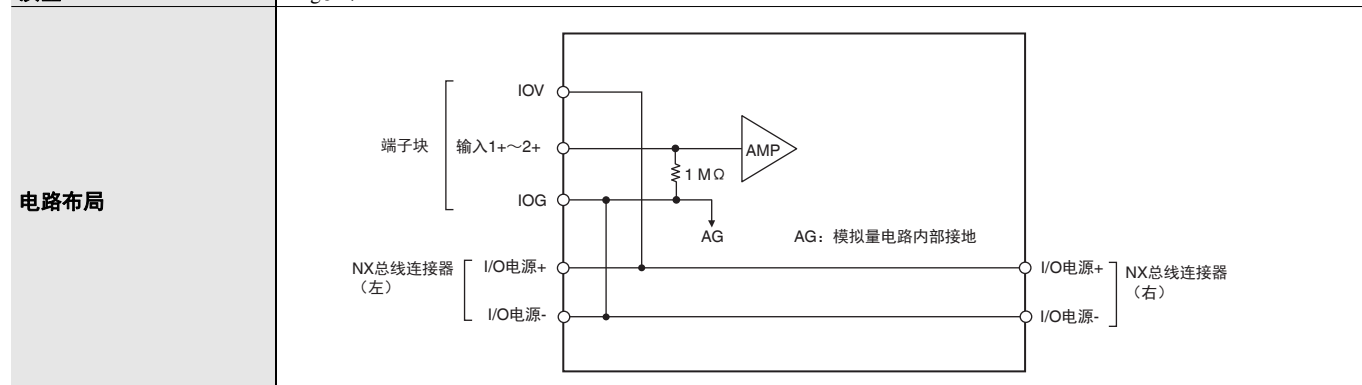 电路布局
IOV
端子块
输入1+～2+
AMP
1 MΩ
IOG
AG
AG：模拟量电路内部接地
NX总线连接器
（左）
I/O电源+
I/O电源-
I/O电源+
I/O电源-
NX总线连接器
（右）